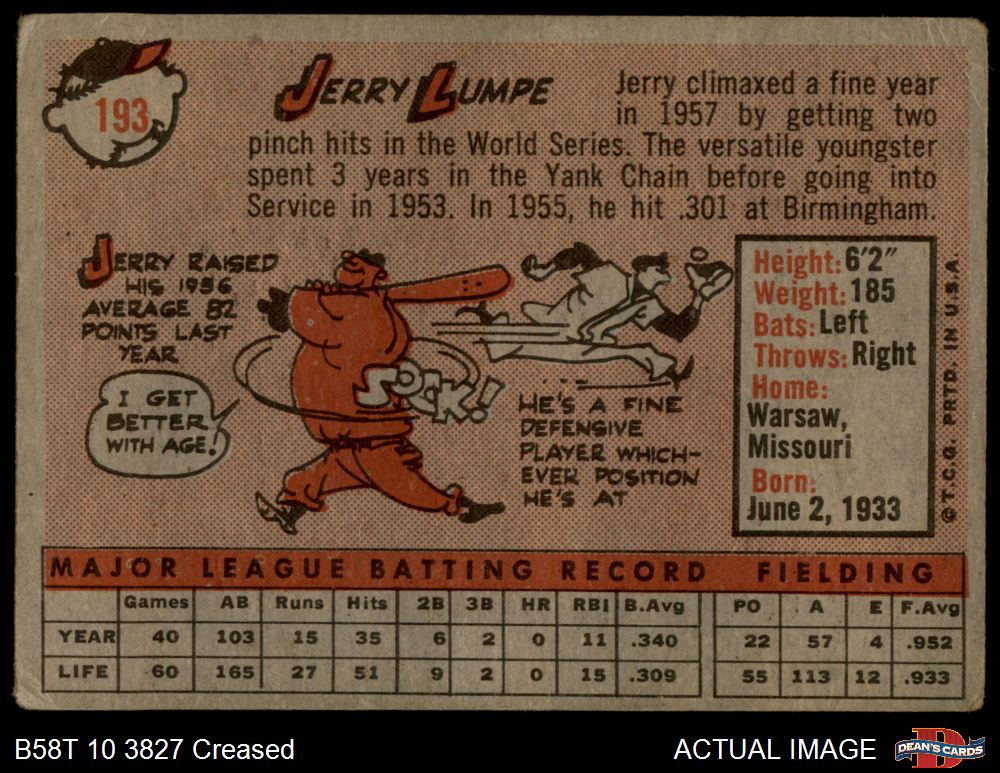 193
JERRY LUMPE
Jerry climaxed a fine year
in 1957 by getting two
pinch hits in the World Series. The versatile youngster
spent 3 years in the Yank Chain before going into
Service in 1953. In 1955, he hit .301 at Birmingham.
JERRY RAISED
HIS 1956
AVERAGE 82
POINTS LAST
YEAR
I GET
BETTER
WITH AGE!
SOCK!
HE'S A FINE
DEFENSIVE
PLAYER WHICH-
EVER POSITION
HE'S AT
Height: 6'2"
Weight: 185
Bats: Left
Throws: Right
Home:
Warsaw,
Missouri
Born:
June 2, 1933
©T.C.G. PRTD. IN U.S.A.
MAJOR LEAGUE BATTING RECORD FIELDING
Games AB Runs Hits 2B 3B HR RBI B.Avg PO A E F.Avg
YEAR 40 103 15 35 6 2 0 11 .340 22 57 4 .952
LIFE 60 165 27 51 9 2 0 15 .309 55 113 12 .933
B58T 10 3827 Creased
ACTUAL IMAGE
D
DEAN'S CARDS